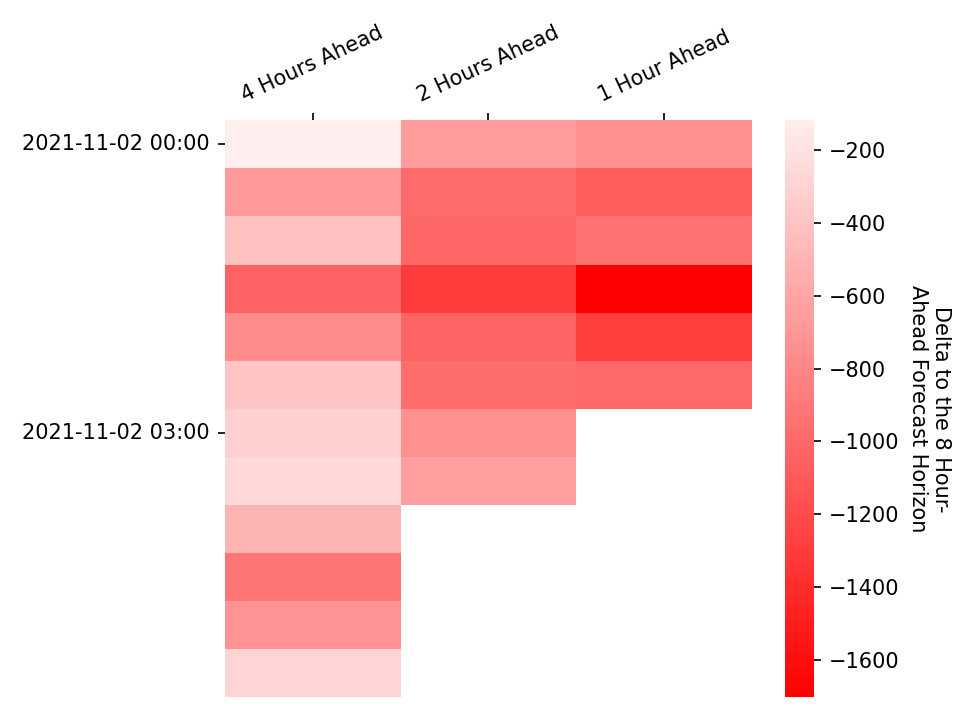 4 Hours Ahead
2 Hours Ahead
1 Hour Ahead
2021-11-02 00:00
2021-11-02 03:00
−200
−400
−600
−800
−1000
−1200
−1400
−1600
Delta to the 8 Hour-
Ahead Forecast Horizon